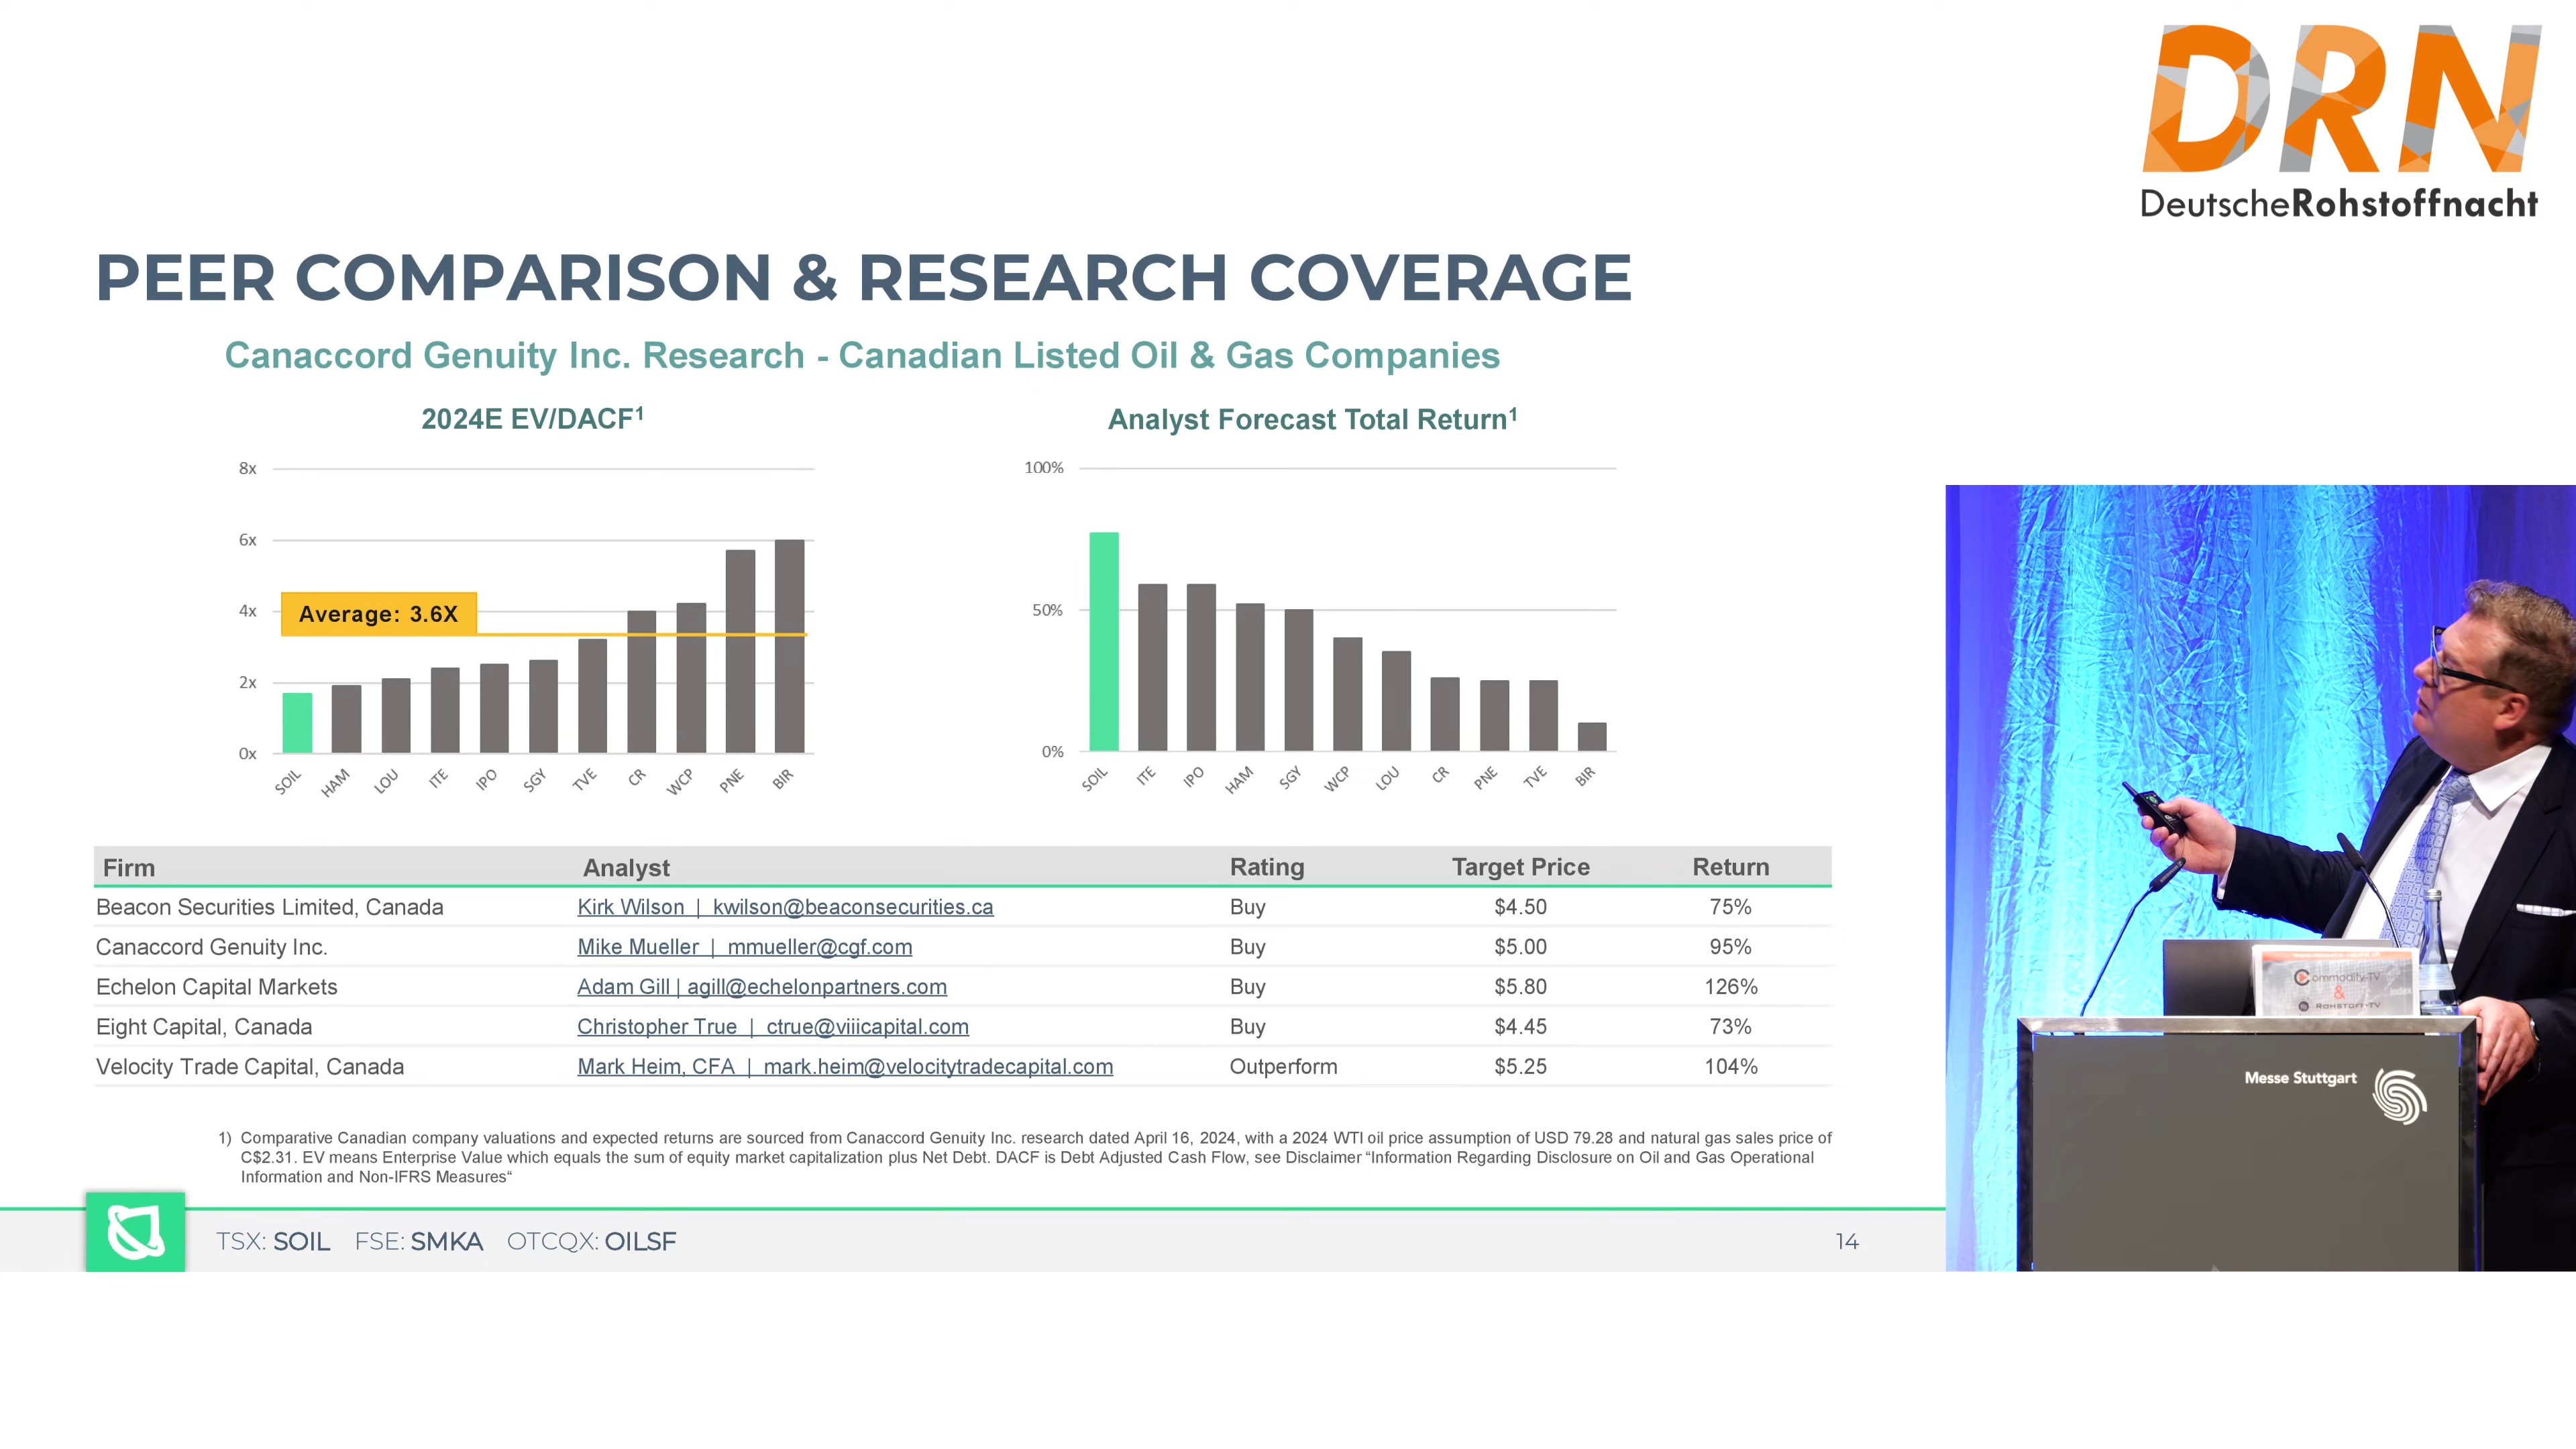 DRN
DeutscheRohstoffnacht
PEER COMPARISON & RESEARCH COVERAGE
Canaccord Genuity Inc. Research - Canadian Listed Oil & Gas Companies
2024E EV/DACF¹
8x
6x
4x
2x
0x
Average: 3.6X
SOIL HAM LOU ITE IPO SGY TVE CR WCP PNE BIR
Analyst Forecast Total Return¹
100%
50%
0%
SOIL ITE IPO HAM SGY WCP LOU CR PNE TVE BIR
Firm Analyst Rating Target Price Return
Beacon Securities Limited, Canada Kirk Wilson | kwilson@beaconsecurities.ca Buy $4.50 75%
Canaccord Genuity Inc. Mike Mueller | mmueller@cgf.com Buy $5.00 95%
Echelon Capital Markets Adam Gill | agill@echelonpartners.com Buy $5.80 126%
Eight Capital, Canada Christopher True | ctrue@viiicapital.com Buy $4.45 73%
Velocity Trade Capital, Canada Mark Heim, CFA | mark.heim@velocitytradecapital.com Outperform $5.25 104%
1) Comparative Canadian company valuations and expected returns are sourced from Canaccord Genuity Inc. research dated April 16, 2024, with a 2024 WTI oil price assumption of USD 79.28 and natural gas sales price of
C$2.31. EV means Enterprise Value which equals the sum of equity market capitalization plus Net Debt. DACF is Debt Adjusted Cash Flow, see Disclaimer “Information Regarding Disclosure on Oil and Gas Operational
Information and Non-IFRS Measures“
TSX: SOIL FSE: SMKA OTCQX: OILSF
14
Commodity-TV
&
Rohstoff-TV
Messe Stuttgart